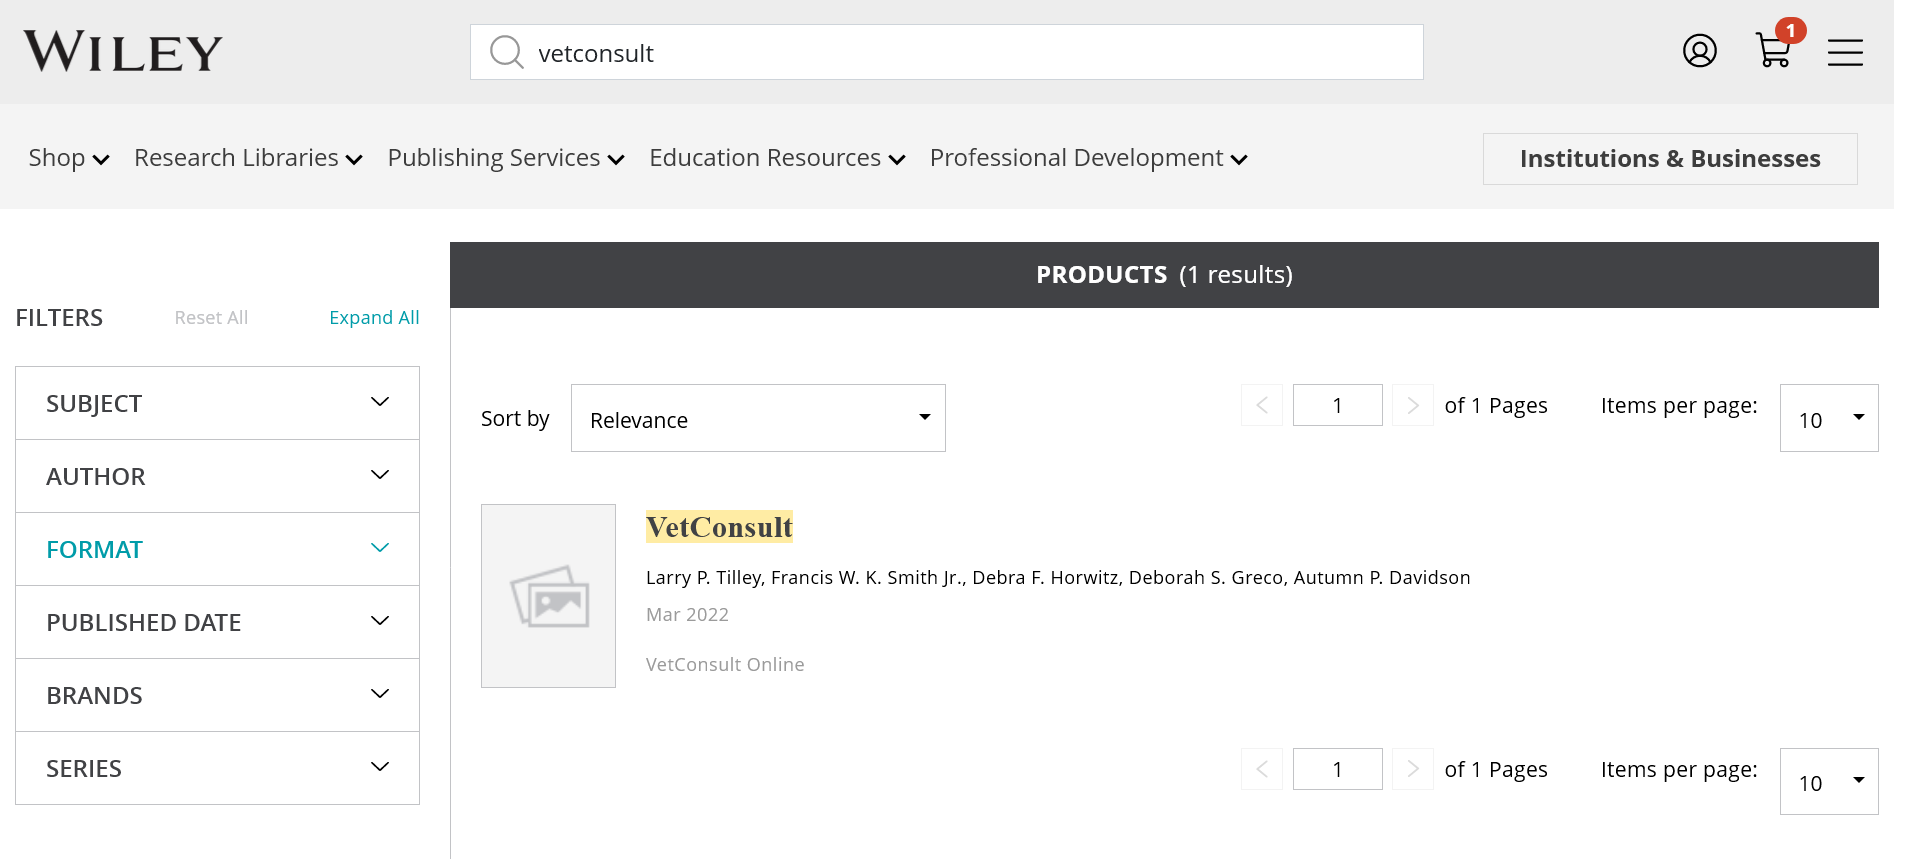 WILEY
vetconsult
1
Shop Research Libraries Publishing Services Education Resources Professional Development Institutions & Businesses
PRODUCTS (1 results)
FILTERS Reset All Expand All
SUBJECT
AUTHOR
FORMAT
PUBLISHED DATE
BRANDS
SERIES
Sort by Relevance 1 of 1 Pages Items per page: 10
VetConsult
Larry P. Tilley, Francis W. K. Smith Jr., Debra F. Horwitz, Deborah S. Greco, Autumn P. Davidson
Mar 2022
VetConsult Online
1 of 1 Pages Items per page: 10